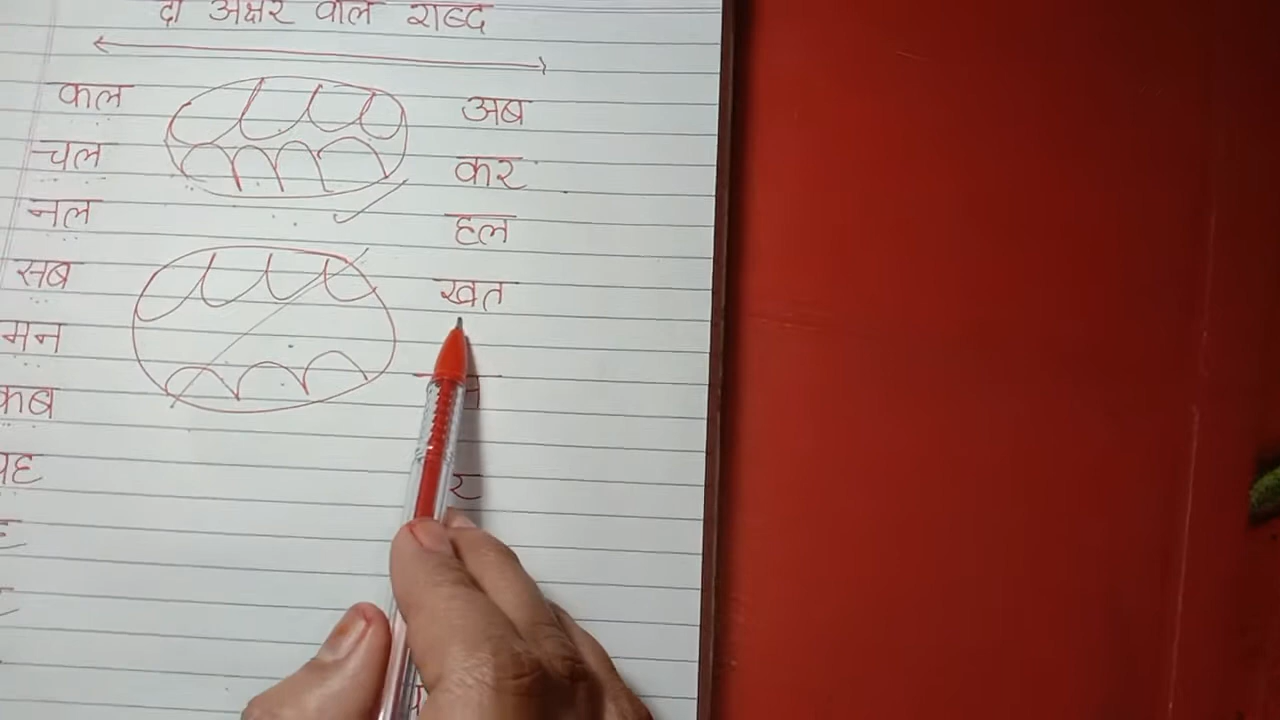 दो अक्षर वाले शब्द
कल
चल
नल
सब
मन
कब
अब
कर
हल
खत